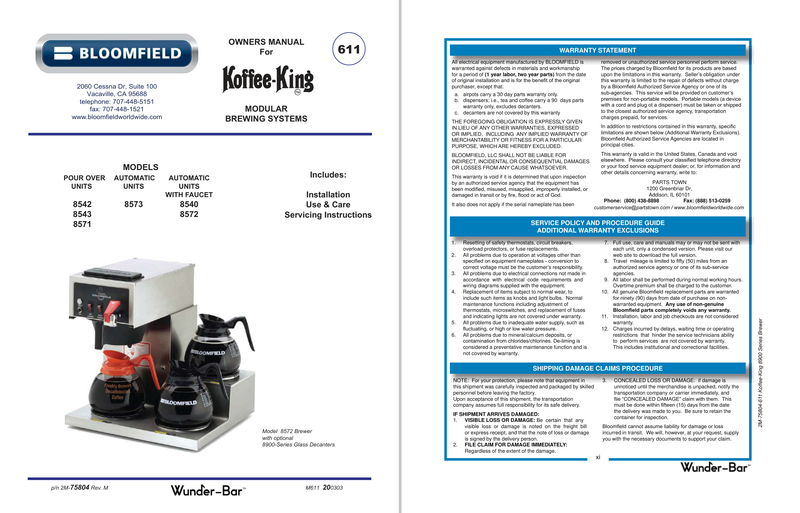 BLOOMFIELD
2060 Cessna Dr, Suite 100
Vacaville, CA 95688
telephone: 707-448-5151
fax: 707-448-1521
www.bloomfieldworldwide.com
OWNERS MANUAL
For
Koffee-King
MODULAR
BREWING SYSTEMS
611
MODELS
POUR OVER
UNITS
8542
8543
8571
AUTOMATIC
UNITS
8573
AUTOMATIC
UNITS
WITH FAUCET
8540
8572
Includes:
Installation
Use & Care
Servicing Instructions
BLOOMFIELD
BLOOMFIELD
Freshly Brewed
Decaffeinated
Coffee
Model 8572 Brewer
with optional
8900-Series Glass Decanters
p/n 2M-75804 Rev. M
Wunder-Bar™
M611 200303
WARRANTY STATEMENT
All electrical equipment manufactured by BLOOMFIELD is
warranted against defects in materials and workmanship
for a period of (1 year labor, two year parts) from the date
of original installation and is for the benefit of the original
purchaser, except that:
a. airpots carry a 30 day parts warranty only.
b. dispensers; i.e., tea and coffee carry a 90 days parts
warranty only, excludes decanters.
c. decanters are not covered by this warranty
THE FOREGOING OBLIGATION IS EXPRESSLY GIVEN
IN LIEU OF ANY OTHER WARRANTIES, EXPRESSED
OR IMPLIED, INCLUDING ANY IMPLIED WARRANTY OF
MERCHANTABILITY OR FITNESS FOR A PARTICULAR
PURPOSE, WHICH ARE HEREBY EXCLUDED.
BLOOMFIELD, LLC SHALL NOT BE LIABLE FOR
INDIRECT, INCIDENTAL OR CONSEQUENTIAL DAMAGES
OR LOSSES FROM ANY CAUSE WHATSOEVER.
This warranty is void if it is determined that upon inspection
by an authorized service agency that the equipment has
been modified, misused, misapplied, improperly installed, or
damaged in transit or by fire, flood or act of God.
It also does not apply if the serial nameplate has been
removed or unauthorized service personnel perform service.
The prices charged by Bloomfield for its products are based
upon the limitations in this warranty. Seller's obligation under
this warranty is limited to the repair of defects without charge
by a Bloomfield Authorized Service Agency or one of its
sub-agencies. This service will be provided on customer's
premises for non-portable models. Portable models (a device
with a cord and plug ot a dispenser) must be taken or shipped
to the closest authorized service agency, transportation
charges prepaid, for services.
In addition to restrictions contained in this warranty, specific
limitations are shown below (Additional Warranty Exclusions).
Bloomfield Authorized Service Agencies are located in
principal cities.
This warranty is valid in the United States, Canada and void
elsewhere. Please consult your classified telephone directory
or your food service equipment dealer; or, for information and
other details concerning warranty, write to:
PARTS TOWN
1200 Greenbriar Dr,
Addison, IL 60101
Phone: (800) 438-8898 Fax: (888) 513-0259
customerservice@partstown.com / www.bloomfieldworldwide.com
SERVICE POLICY AND PROCEDURE GUIDE
ADDITIONAL WARRANTY EXCLUSIONS
1. Resetting of safety thermostats, circuit breakers,
overload protectors, or fuse replacements.
2. All problems due to operation at voltages other than
specified on equipment nameplates - conversion to
correct voltage must be the customer's responsibility.
3. All problems due to electrical connections not made in
accordance with electrical code requirements and
wiring diagrams supplied with the equipment.
4. Replacement of items subject to normal wear, to
include such items as knobs and light bulbs. Normal
maintenance functions including adjustment of
thermostats, microswitches, and replacement of fuses
and indicating lights are not covered under warranty.
5. All problems due to inadequate water supply, such as
fluctuating, or high or low water pressure.
6. All problems due to mineral/calcium deposits, or
contamination from chlorides/chlorines. De-liming is
considered a preventative maintenance function and is
not covered by warranty.
7. Full use, care and manuals may or may not be sent with
each unit, only a condensed version. Please visit our
web site to download the full version.
8. Travel mileage is limited to fifty (50) miles from an
authorized service agency or one of its sub-service
agencies.
9. All labor shall be performed during normal working hours.
Overtime premium shall be charged to the customer.
10. All genuine Bloomfield replacement parts are warranted
for ninety (90) days from date of purchase on non-
warranted equipment. Any use of non-genuine
Bloomfield parts completely voids any warranty.
11. Installation, labor and job checkouts are not considered
warranty.
12. Charges incurred by delays, waiting time or operating
restrictions that hinder the service technicians ability
to perform services are not covered by warranty.
This includes institutional and correctional facilities.
SHIPPING DAMAGE CLAIMS PROCEDURE
NOTE: For your protection, please note that equipment in
this shipment was carefully inspected and packaged by skilled
personnel before leaving the factory.
Upon acceptance of this shipment, the transportation
company assumes full responsibility for its safe delivery.
IF SHIPMENT ARRIVES DAMAGED:
1. VISIBLE LOSS OR DAMAGE: Be certain that any
visible loss or damage is noted on the freight bill
or express receipt, and that the note of loss or damage
is signed by the delivery person.
2. FILE CLAIM FOR DAMAGE IMMEDIATELY:
Regardless of the extent of the damage.
3. CONCEALED LOSS OR DAMAGE: if damage is
unnoticed until the merchandise is unpacked, notify the
transportation company or carrier immediately, and
file "CONCEALED DAMAGE" claim with them. This
must be done within fifteen (15) days from the date
the delivery was made to you. Be sure to retain the
container for inspection.
Bloomfield cannot assume liability for damage or loss
incurred in transit. We will, however, at your request, supply
you with the necessary documents to support your claim.
xi
Wunder-Bar™
2M-75804-611 Koffee-King 8900 Series Brewer